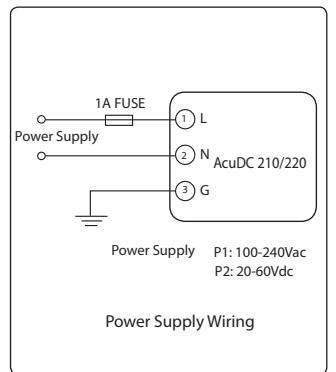 1A FUSE
1 L
Power Supply
2 N
AcuDC 210/220
3 G
Power Supply P1: 100-240Vac
P2: 20-60Vdc
Power Supply Wiring